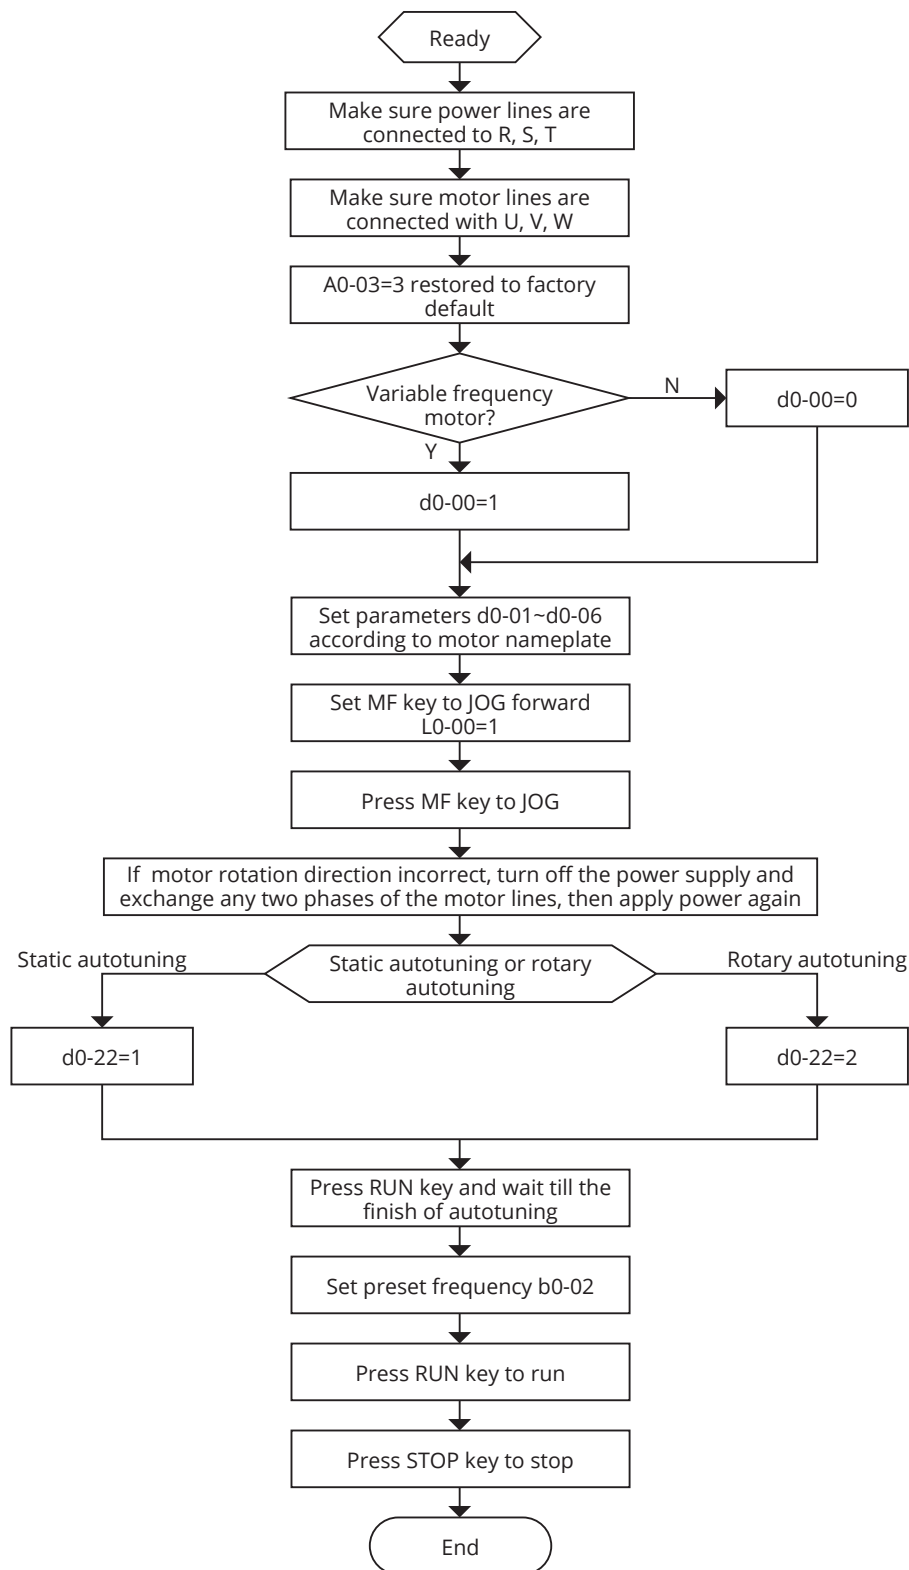 Ready
Make sure power lines are
connected to R, S, T
Make sure motor lines are
connected with U, V, W
A0-03=3 restored to factory
default
Variable frequency
motor?
N
d0-00=0
Y
d0-00=1
Set parameters d0-01~d0-06
according to motor nameplate
Set MF key to JOG forward
L0-00=1
Press MF key to JOG
If motor rotation direction incorrect, turn off the power supply and
exchange any two phases of the motor lines, then apply power again
Static autotuning
Static autotuning or rotary
autotuning
Rotary autotuning
d0-22=1
d0-22=2
Press RUN key and wait till the
finish of autotuning
Set preset frequency b0-02
Press RUN key to run
Press STOP key to stop
End